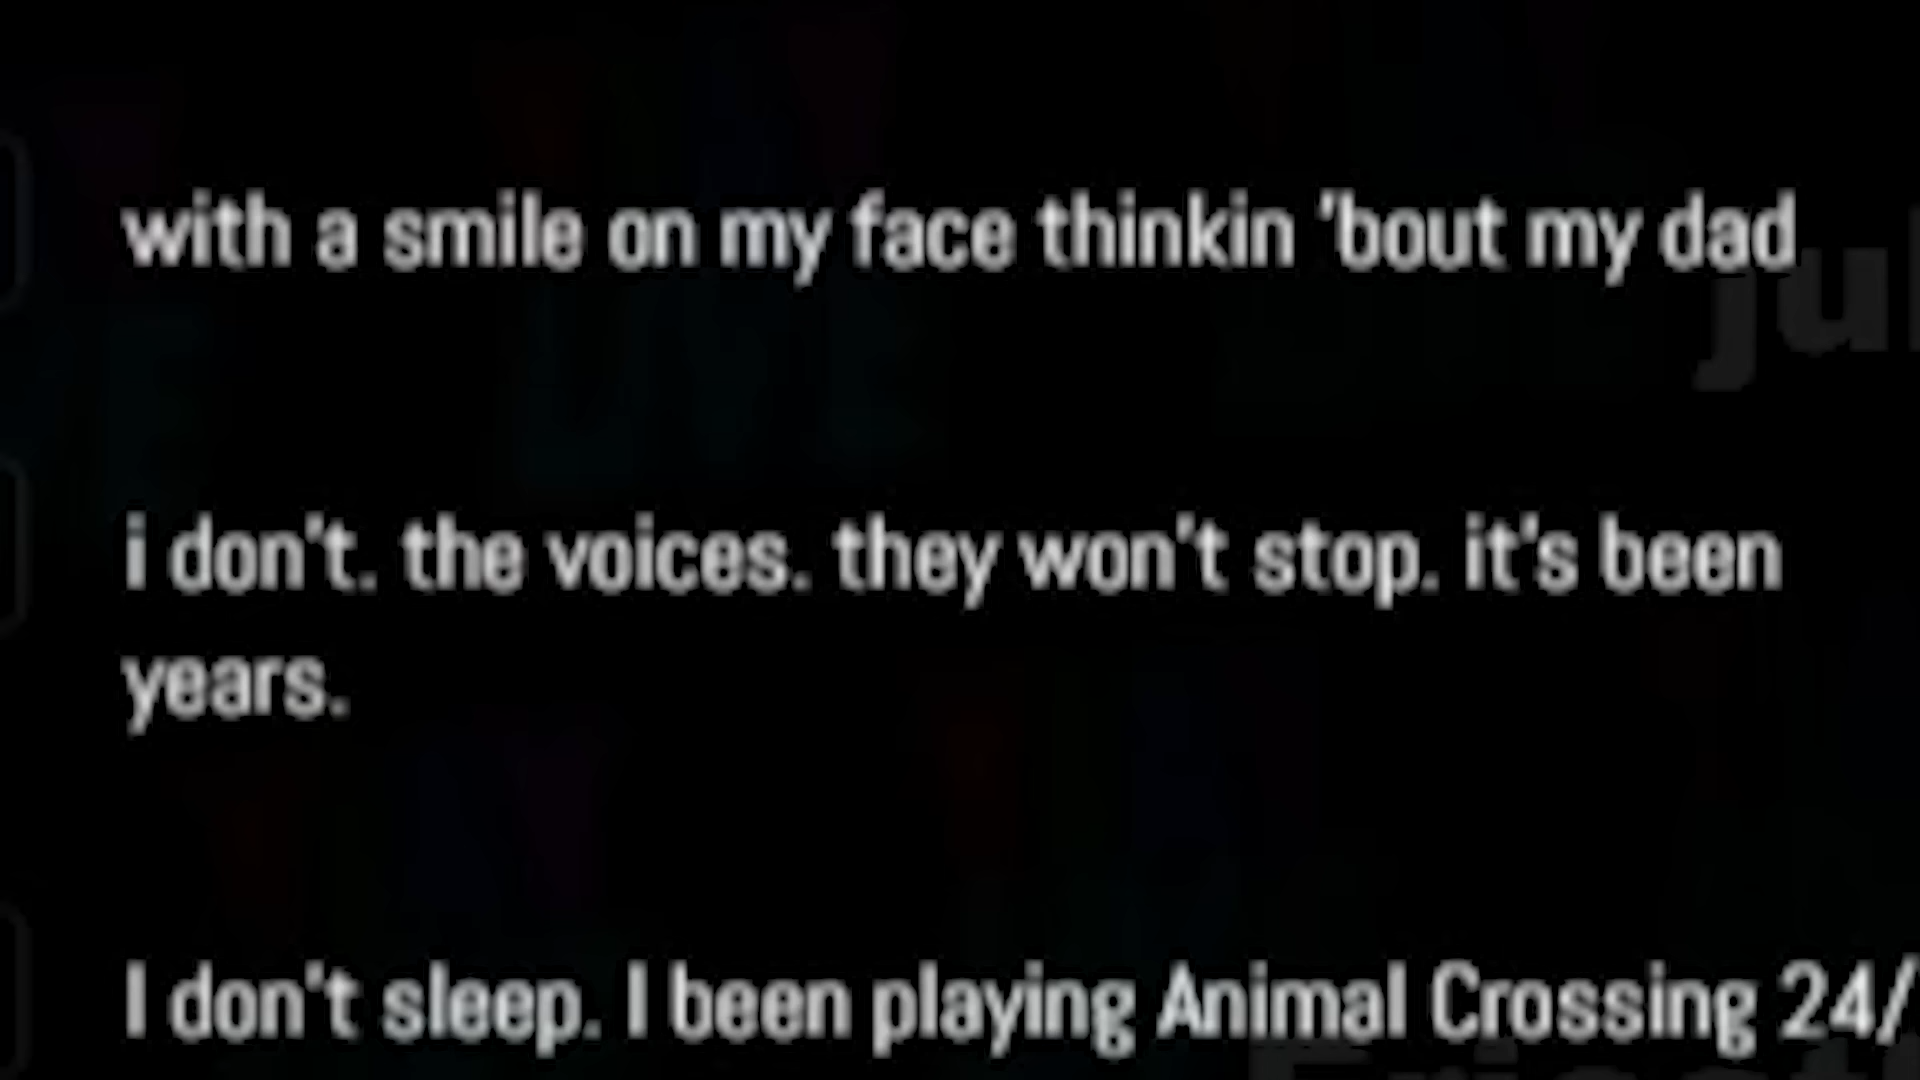 with a smile on my face thinkin 'bout my dad
i don't. the voices. they won't stop. it's been
years.
I don't sleep. I been playing Animal Crossing 24/